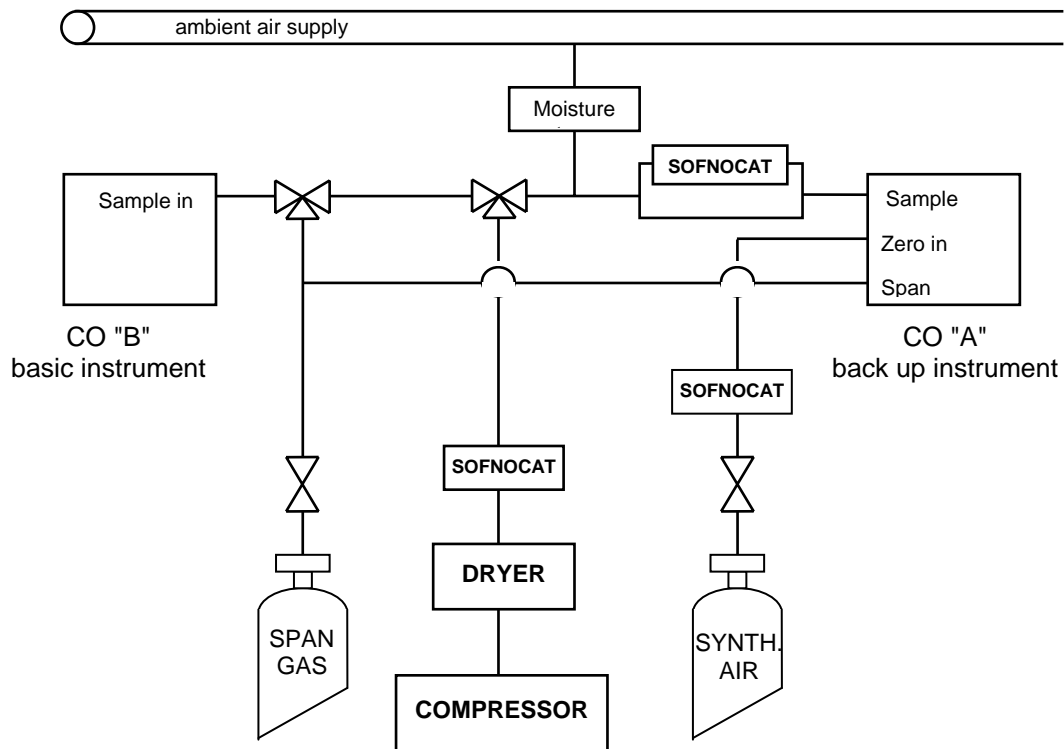 ambient air supply
Moisture
SOFNOCAT
Sample in
Sample
Zero in
Span
CO "B"
basic instrument
CO "A"
back up instrument
SOFNOCAT
SOFNOCAT
DRYER
SPAN
GAS
SYNTH.
AIR
COMPRESSOR